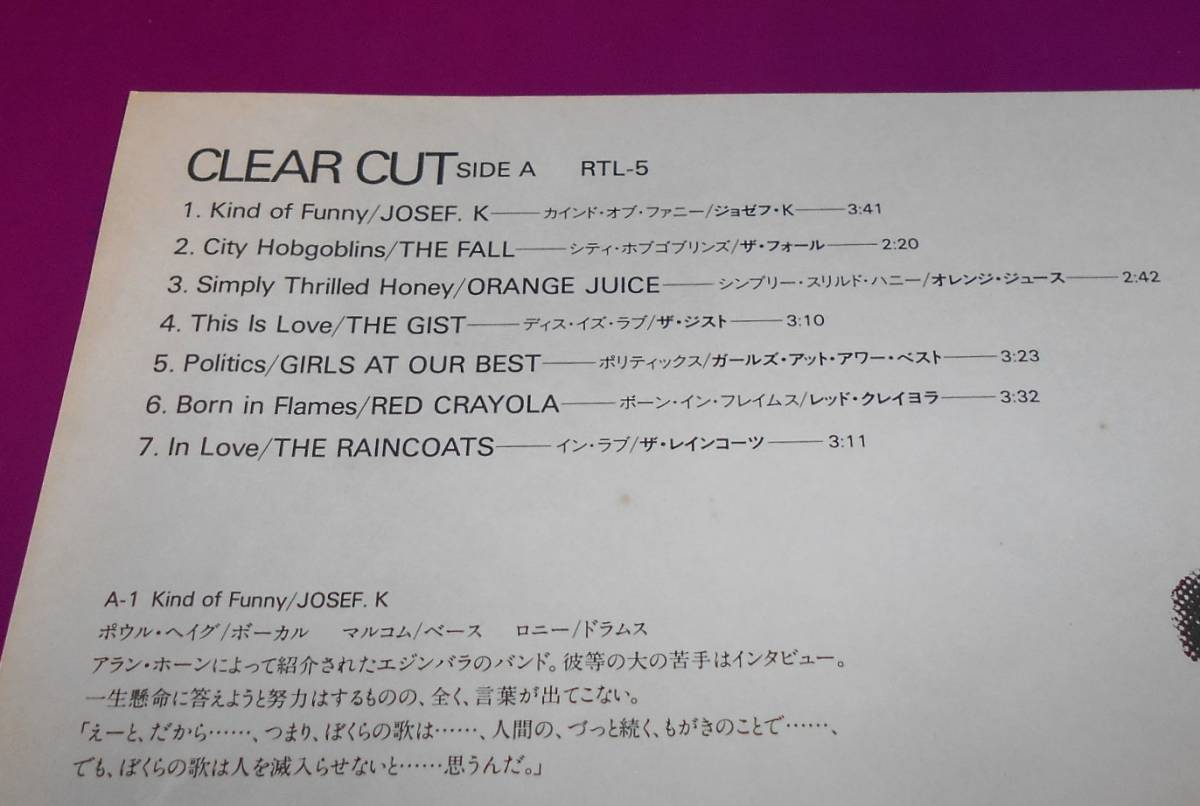 CLEAR CUT SIDE A RTL-5
1. Kind of Funny/JOSEF. K――カインド・オブ・ファニー/ジョゼフ・K――3:41
2. City Hobgoblins/THE FALL――シティ・ホブゴブリンズ/ザ・フォール――2:20
3. Simply Thrilled Honey/ORANGE JUICE――シンプリー・スリルド・ハニー/オレンジ・ジュース――2:42
4. This Is Love/THE GIST――ディス・イズ・ラブ/ザ・ジスト――3:10
5. Politics/GIRLS AT OUR BEST――ポリティックス/ガールズ・アット・アワー・ベスト――3:23
6. Born in Flames/RED CRAYOLA――ボーン・イン・フレイムス/レッド・クレイヨラ――3:32
7. In Love/THE RAINCOATS――イン・ラブ/ザ・レインコーツ――3:11
A-1 Kind of Funny/JOSEF. K
ポウル・ヘイグ/ボーカル マルコム/ベース ロニー/ドラムス
アラン・ホーンによって紹介されたエジンバラのバンド。彼等の大の苦手はインタビュー。
一生懸命に答えようと努力はするものの、全く、言葉が出てこない。
「えーと、だから……、つまり、ぼくらの歌は……、人間の、づっと続く、もがきのことで……、
でも、ぼくらの歌は人を滅入らせないと……思うんだ。」